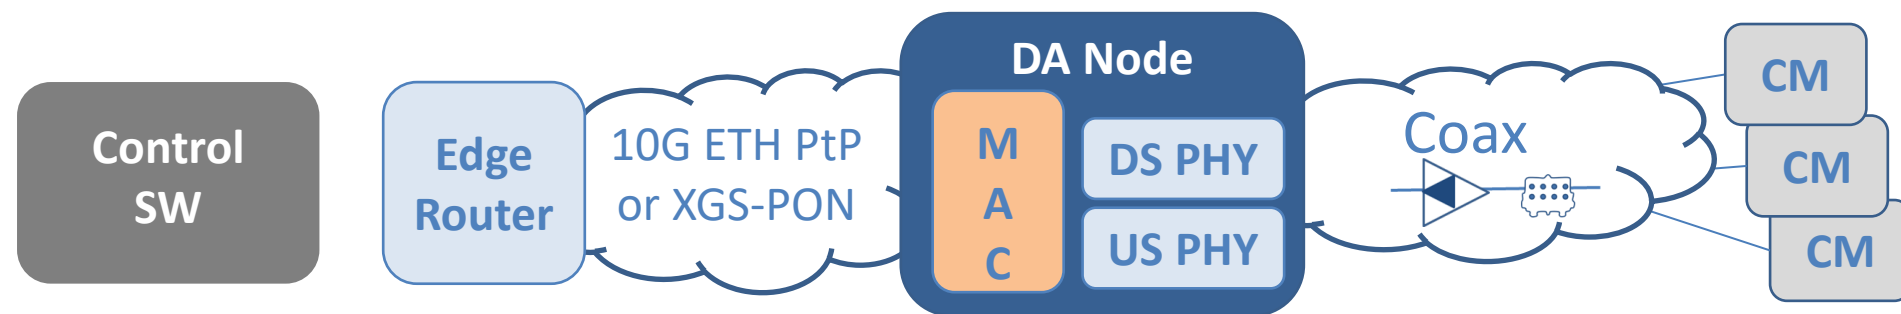 Control
SW
Edge
Router
10G ETH PtP
or XGS-PON
DA Node
M
A
C
DS PHY
US PHY
Coax
CM
CM
CM